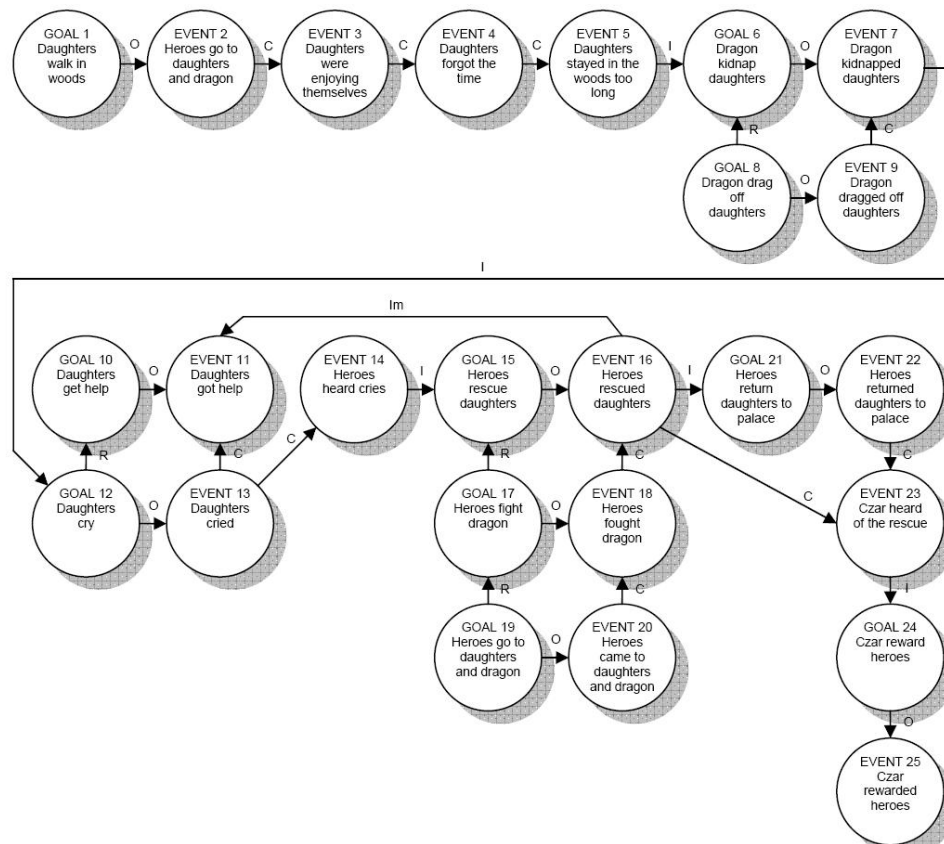 GOAL 1
Daughters
walk in
woods
O
EVENT 2
Heroes go to
daughters
and dragon
C
EVENT 3
Daughters
were
enjoying
themselves
C
EVENT 4
Daughters
forgot the
time
C
EVENT 5
Daughters
stayed in the
woods too
long
I
GOAL 6
Dragon
kidnap
daughters
O
EVENT 7
Dragon
kidnapped
daughters
R
C
GOAL 8
Dragon drag
off
daughters
O
EVENT 9
Dragon
dragged off
daughters
I
Im
GOAL 10
Daughters
get help
O
EVENT 11
Daughters
got help
EVENT 14
Heroes
heard cries
I
GOAL 15
Heroes
rescue
daughters
O
EVENT 16
Heroes
rescued
daughters
I
GOAL 21
Heroes
return
daughters to
palace
O
EVENT 22
Heroes
returned
daughters to
palace
R
C
C
R
C
C
C
GOAL 12
Daughters
cry
O
EVENT 13
Daughters
cried
GOAL 17
Heroes fight
dragon
O
EVENT 18
Heroes
fought
dragon
EVENT 23
Czar heard
of the rescue
R
C
I
GOAL 19
Heroes go to
daughters
and dragon
O
EVENT 20
Heroes
came to
daughters
and dragon
GOAL 24
Czar reward
heroes
O
EVENT 25
Czar
rewarded
heroes